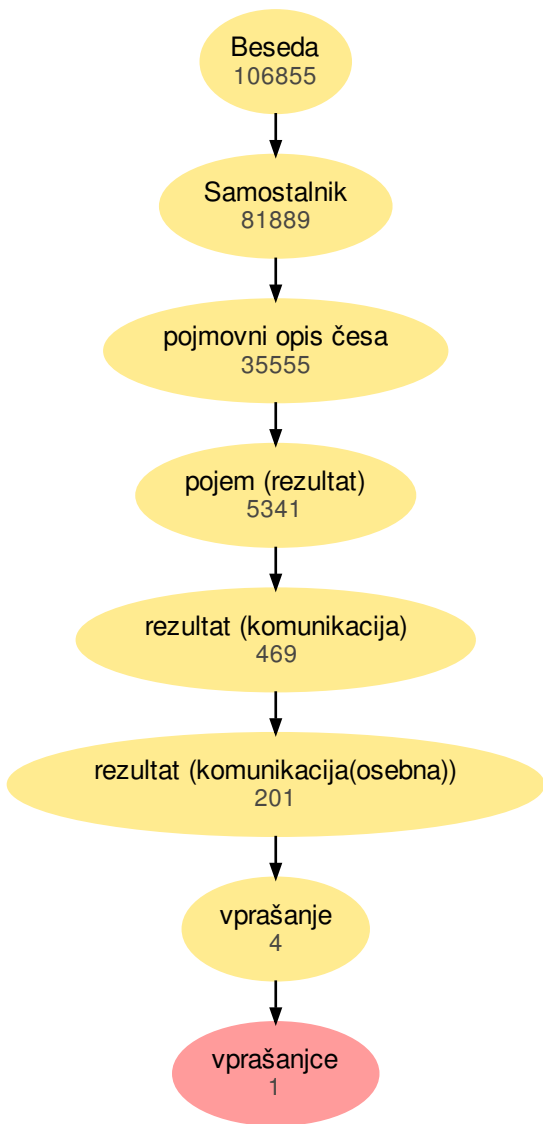 Beseda
106855
Samostalnik
81889
pojmovni opis česa
35555
pojem (rezultat)
5341
rezultat (komunikacija)
469
rezultat (komunikacija(osebna))
201
vprašanje
4
vprašanjce
1